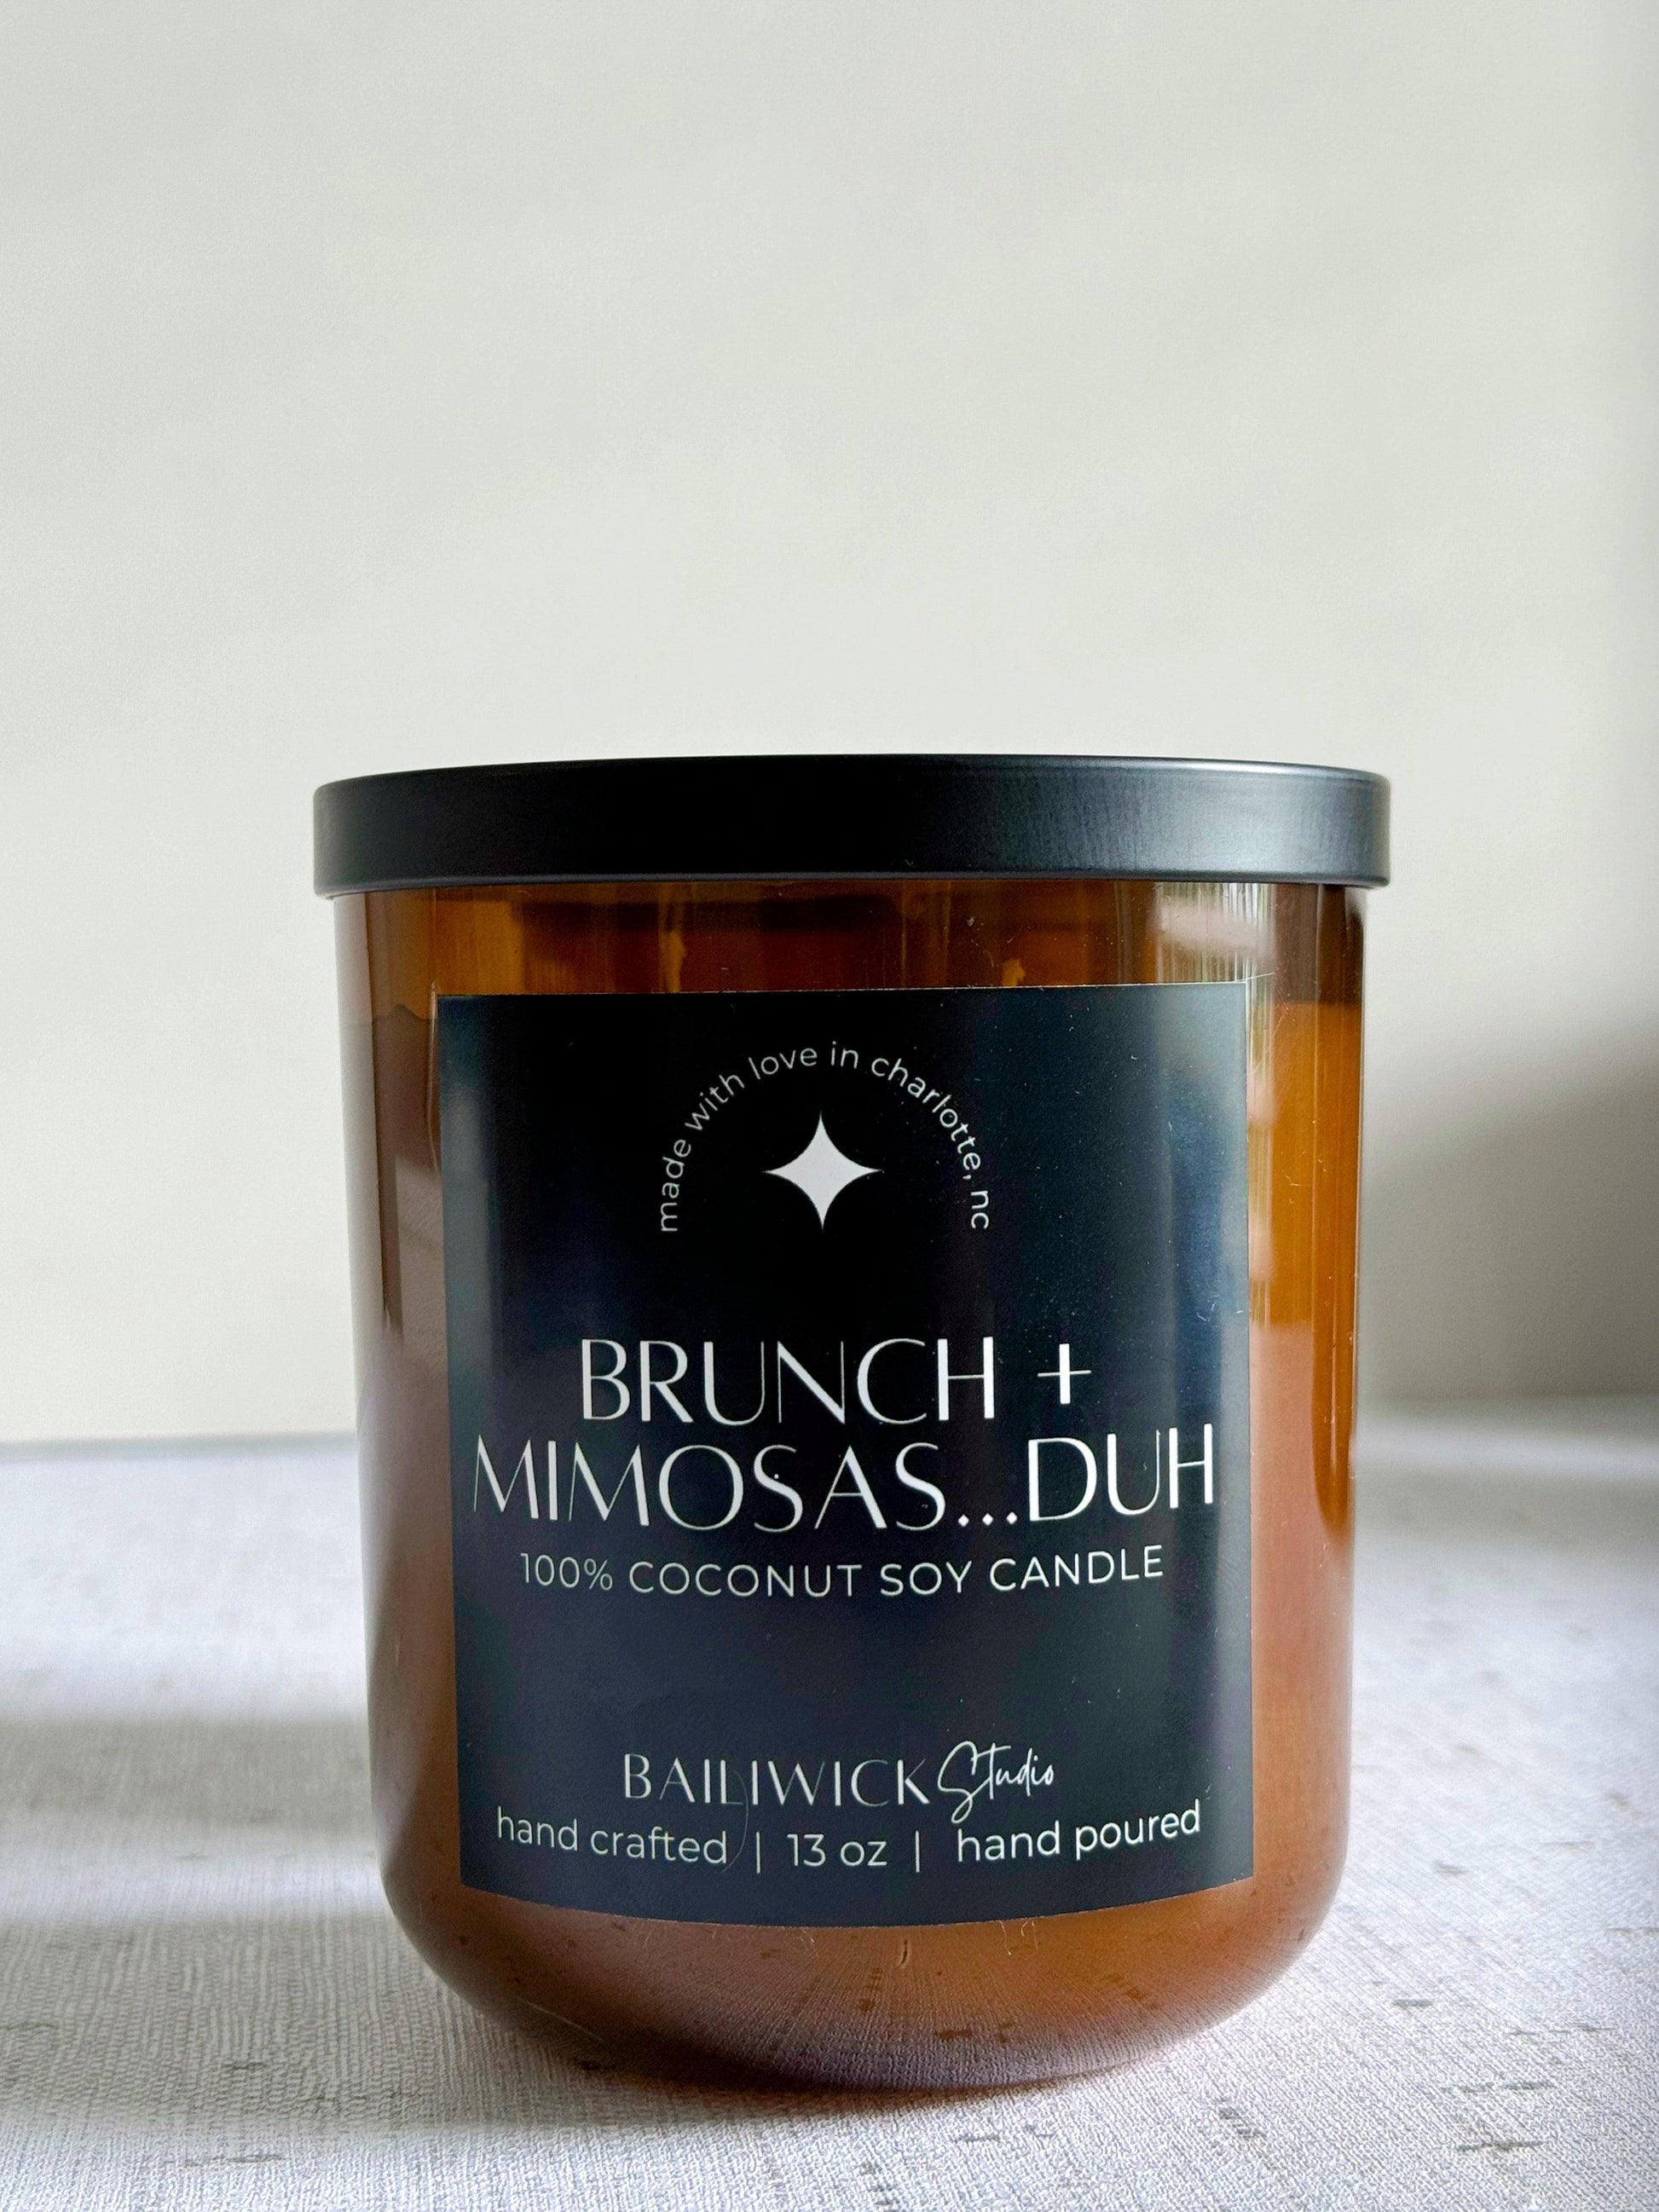 made with love in charlotte, nc
BRUNCH +
MIMOSAS...DUH
100% COCONUT SOY CANDLE
BAILIWICK Studio
hand crafted | 13 oz | hand poured